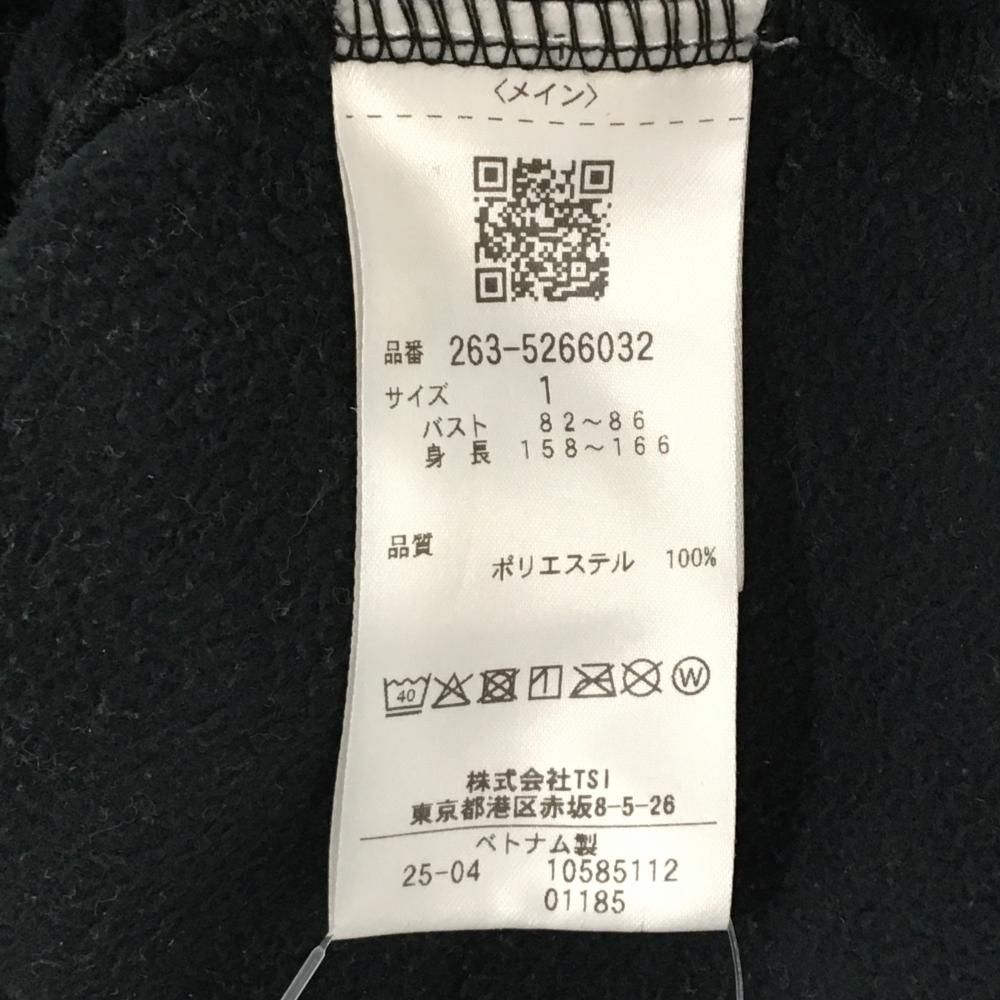 〈メイン〉
品番 263-5266032
サイズ 1
バスト 82～86
身長 158～166
品質
ポリエステル 100%
40 W
株式会社TSI
東京都港区赤坂8-5-26
ベトナム製
25-04 10585112
01185